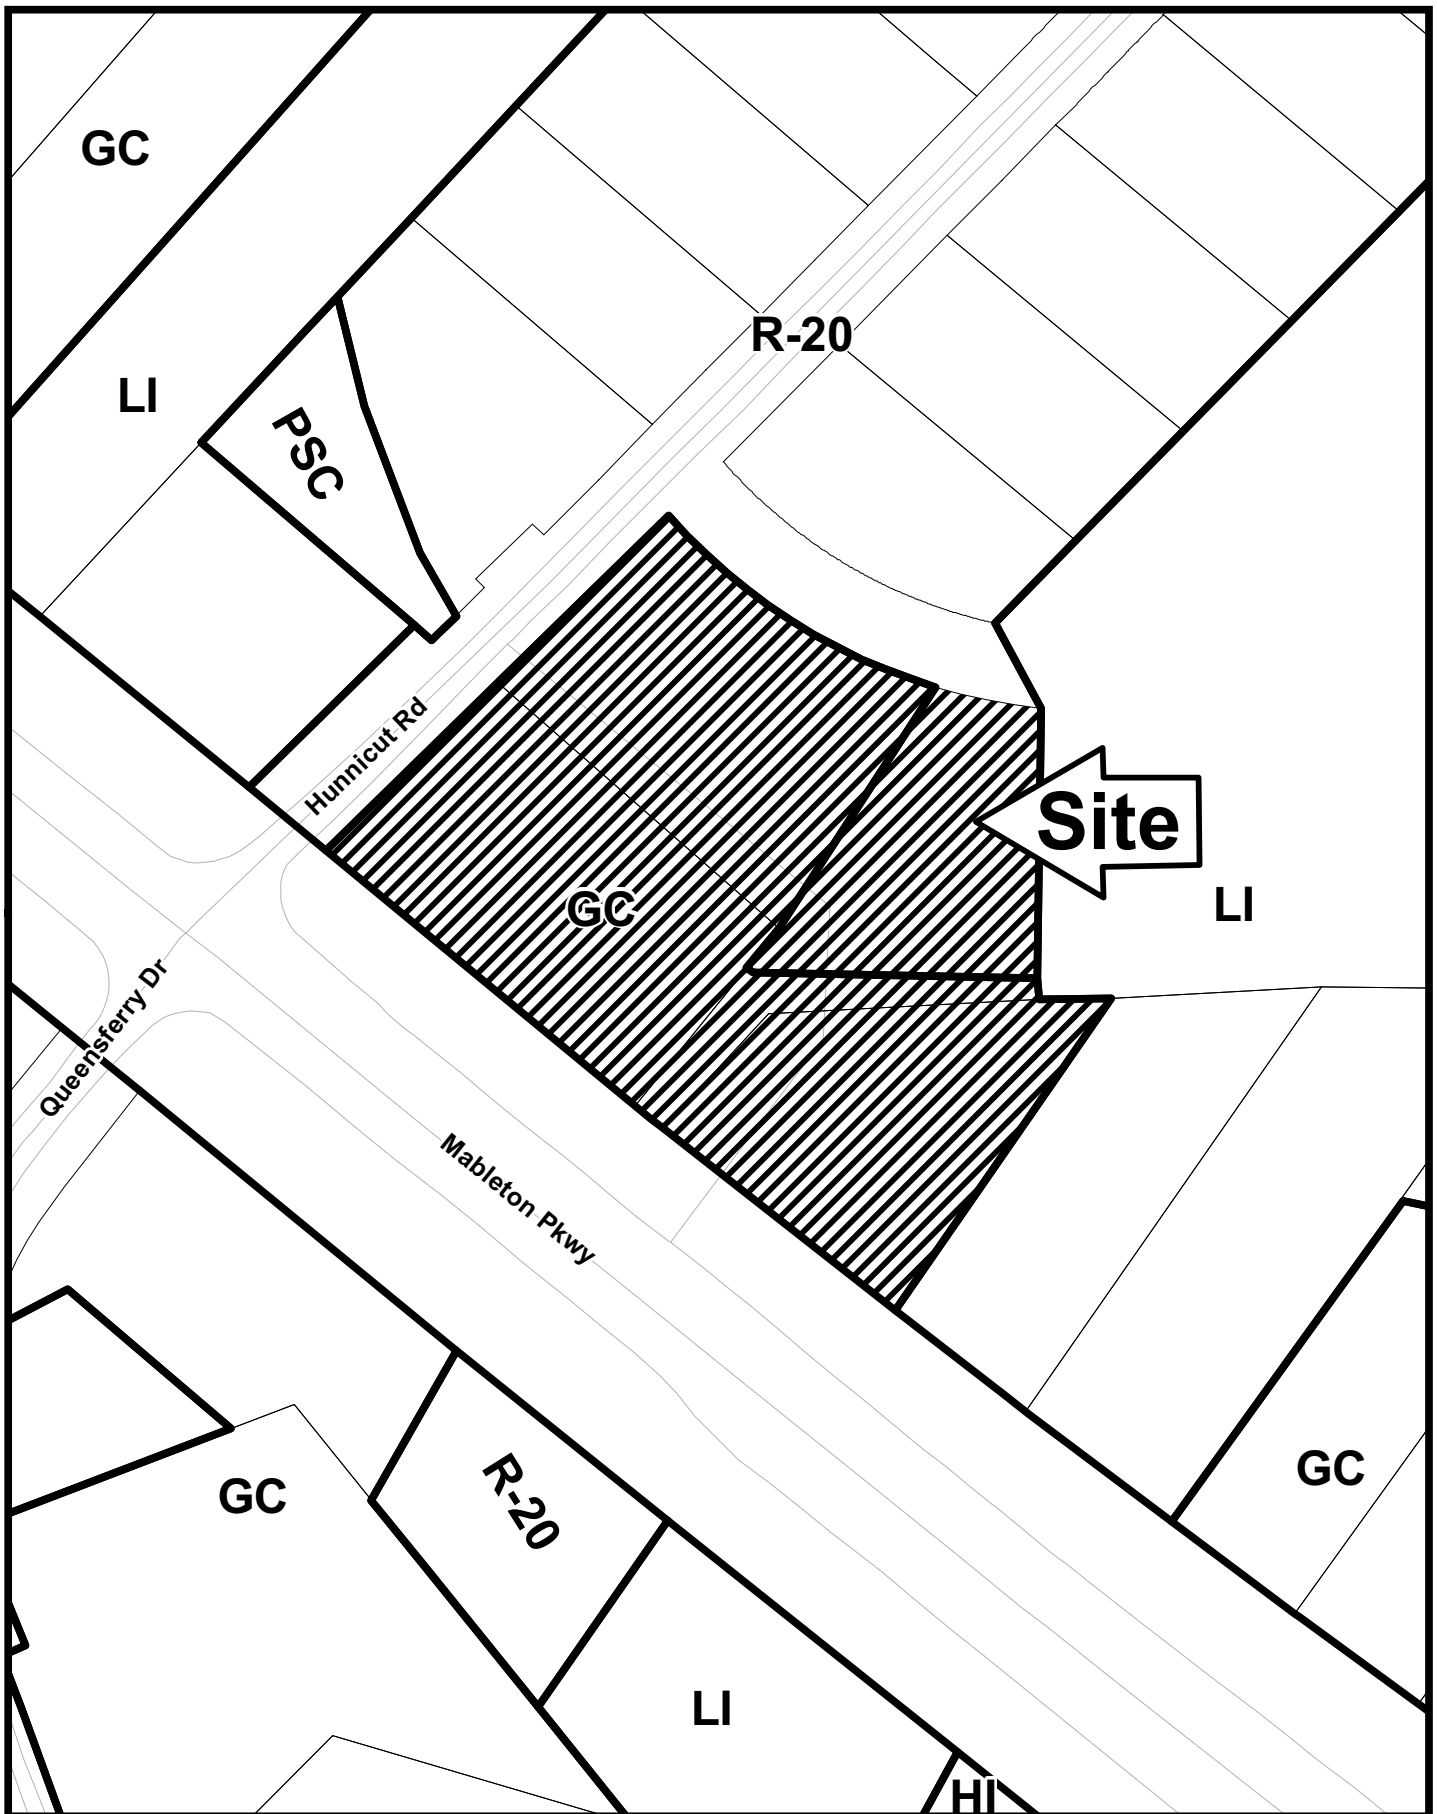 GC
R-20
LI
PSC
Hunnicut Rd
Site
GC
LI
Queensferry Dr
Mableton Pkwy
GC
R-20
GC
LI
HI